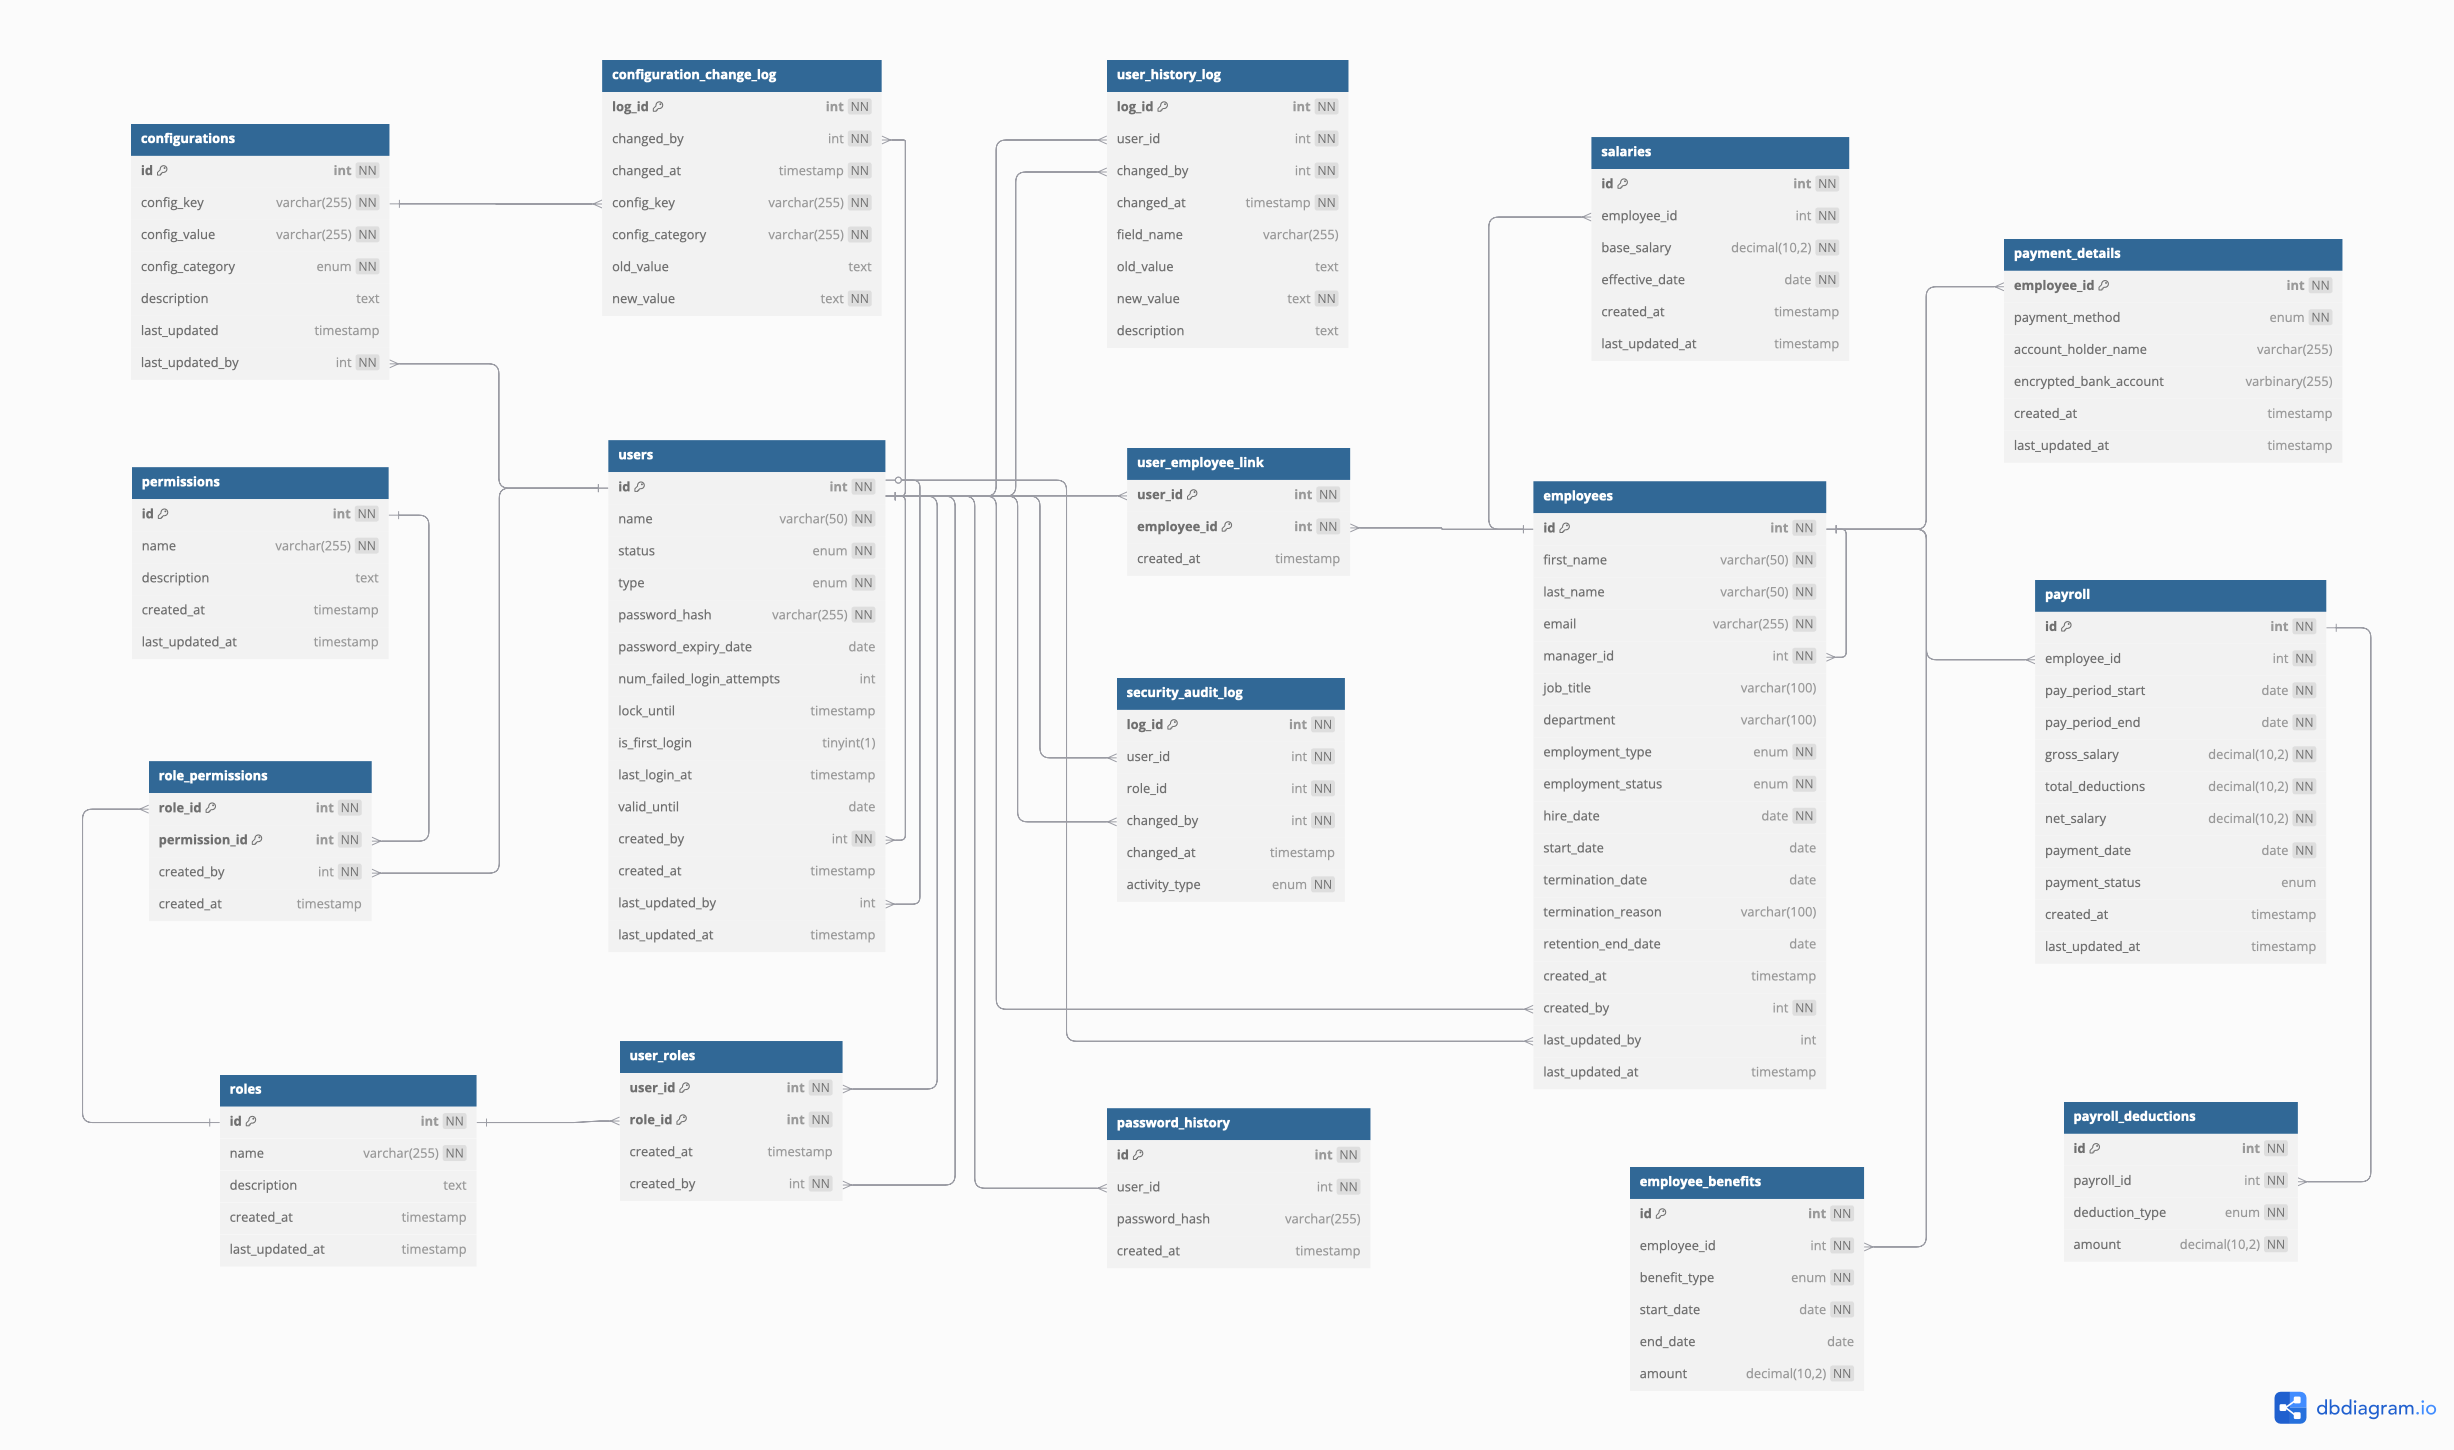 configurations
id int NN
config_key varchar(255) NN
config_value varchar(255) NN
config_category enum NN
description text
last_updated timestamp
last_updated_by int NN
configuration_change_log
log_id int NN
changed_by int NN
changed_at timestamp NN
config_key varchar(255) NN
config_category varchar(255) NN
old_value text
new_value text NN
user_history_log
log_id int NN
user_id int NN
changed_by int NN
changed_at timestamp NN
field_name varchar(255)
old_value text
new_value text NN
description text
salaries
id int NN
employee_id int NN
base_salary decimal(10,2) NN
effective_date date NN
created_at timestamp
last_updated_at timestamp
payment_details
employee_id int NN
payment_method enum NN
account_holder_name varchar(255)
encrypted_bank_account varbinary(255)
created_at timestamp
last_updated_at timestamp
permissions
id int NN
name varchar(255) NN
description text
created_at timestamp
last_updated_at timestamp
users
id int NN
name varchar(50) NN
status enum NN
type enum NN
password_hash varchar(255) NN
password_expiry_date date
num_failed_login_attempts int
lock_until timestamp
is_first_login tinyint(1)
last_login_at timestamp
valid_until date
created_by int NN
created_at timestamp
last_updated_by int
last_updated_at timestamp
user_employee_link
user_id int NN
employee_id int NN
created_at timestamp
employees
id int NN
first_name varchar(50) NN
last_name varchar(50) NN
email varchar(255) NN
manager_id int NN
job_title varchar(100)
department varchar(100)
employment_type enum NN
employment_status enum NN
hire_date date NN
start_date date
termination_date date
termination_reason varchar(100)
retention_end_date date
created_at timestamp
created_by int NN
last_updated_by int
last_updated_at timestamp
payroll
id int NN
employee_id int NN
pay_period_start date NN
pay_period_end date NN
gross_salary decimal(10,2) NN
total_deductions decimal(10,2) NN
net_salary decimal(10,2) NN
payment_date date NN
payment_status enum
created_at timestamp
last_updated_at timestamp
security_audit_log
log_id int NN
user_id int NN
role_id int NN
changed_by int NN
changed_at timestamp
activity_type enum NN
role_permissions
role_id int NN
permission_id int NN
created_by int NN
created_at timestamp
roles
id int NN
name varchar(255) NN
description text
created_at timestamp
last_updated_at timestamp
user_roles
user_id int NN
role_id int NN
created_at timestamp
created_by int NN
password_history
id int NN
user_id int NN
password_hash varchar(255)
created_at timestamp
employee_benefits
id int NN
employee_id int NN
benefit_type enum NN
start_date date NN
end_date date
amount decimal(10,2) NN
payroll_deductions
id int NN
payroll_id int NN
deduction_type enum NN
amount decimal(10,2) NN
dbdiagram.io